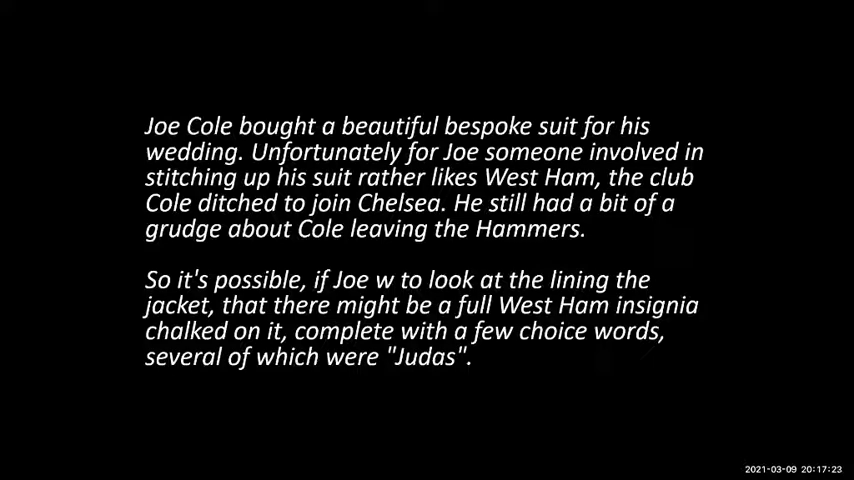 Joe Cole bought a beautiful bespoke suit for his
wedding. Unfortunately for Joe someone involved in
stitching up his suit rather likes West Ham, the club
Cole ditched to join Chelsea. He still had a bit of a
grudge about Cole leaving the Hammers.
So it's possible, if Joe w to look at the lining the
jacket, that there might be a full West Ham insignia
chalked on it, complete with a few choice words,
several of which were "Judas".
2021-03-09 20:17:23